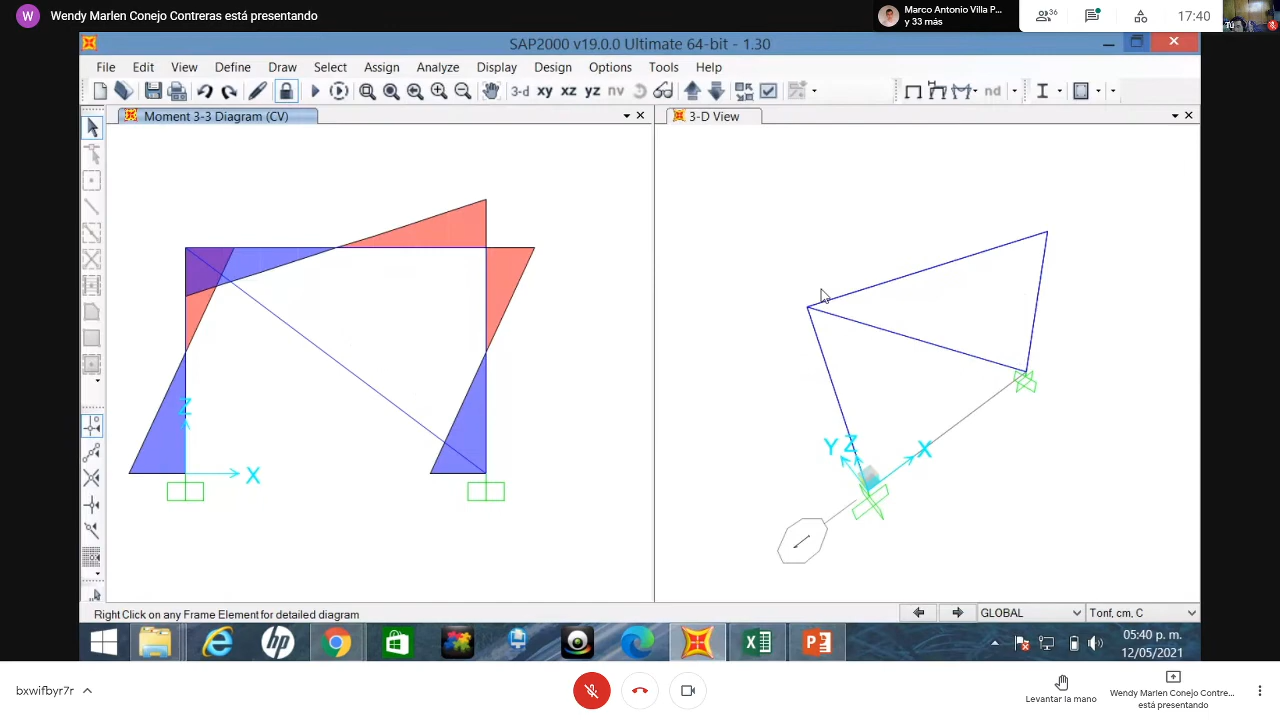 W Wendy Marlen Conejo Contreras está presentando
Marco Antonio Villa P...
y 33 más
36
17:40
Tú
SAP2000 v19.0.0 Ultimate 64-bit - 1.30
File Edit View Define Draw Select Assign Analyze Display Design Options Tools Help
3-d xy xz yz nv nd
Moment 3-3 Diagram (CV)
3-D View
Z
X
Y Z X
Right Click on any Frame Element for detailed diagram
GLOBAL
Tonf, cm, C
hp
05:40 p. m.
12/05/2021
bxwifbyr7r
Levantar la mano
Wendy Marlen Conejo Contre...
está presentando